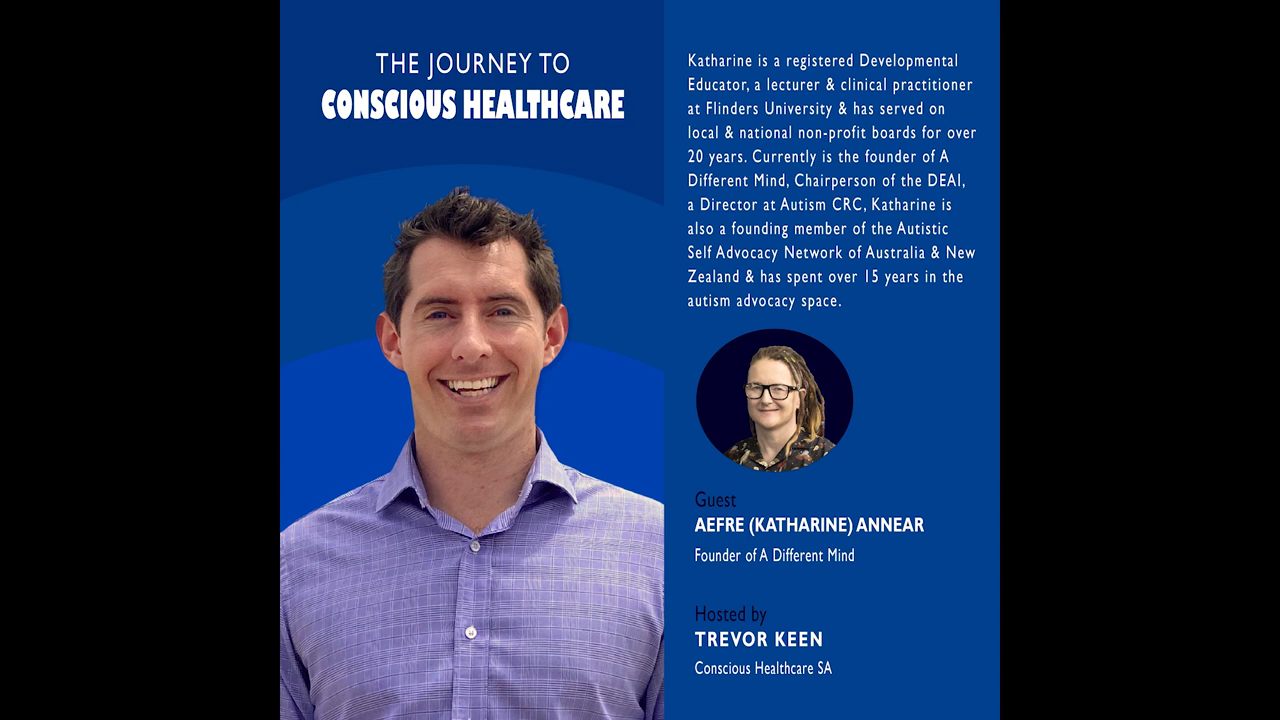 THE JOURNEY TO
CONSCIOUS HEALTHCARE
Katharine is a registered Developmental
Educator, a lecturer & clinical practitioner
at Flinders University & has served on
local & national non-profit boards for over
20 years. Currently is the founder of A
Different Mind, Chairperson of the DEAI,
a Director at Autism CRC, Katharine is
also a founding member of the Autistic
Self Advocacy Network of Australia & New
Zealand & has spent over 15 years in the
autism advocacy space.
Guest
AEFRE (KATHARINE) ANNEAR
Founder of A Different Mind
Hosted by
TREVOR KEEN
Conscious Healthcare SA